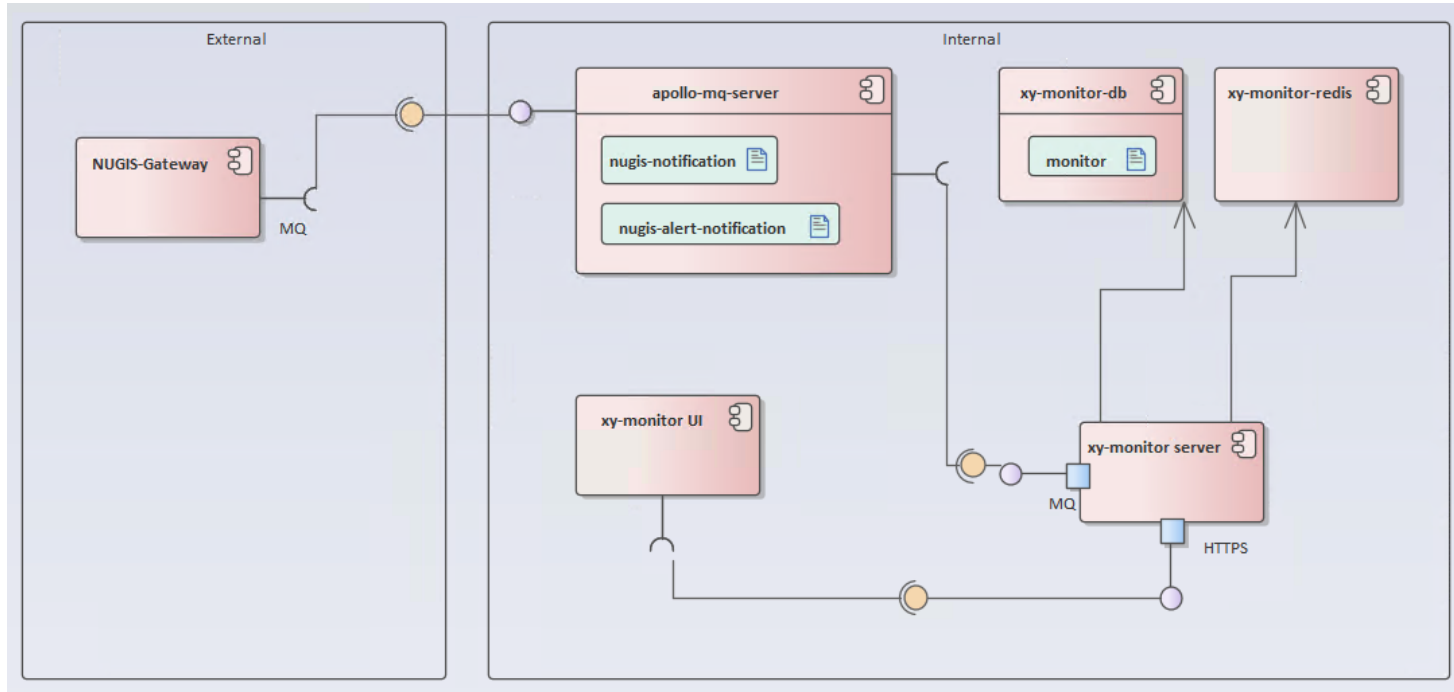 External
Internal
NUGIS-Gateway
MQ
apollo-mq-server
nugis-notification
nugis-alert-notification
xy-monitor-db
monitor
xy-monitor-redis
xy-monitor UI
xy-monitor server
MQ
HTTPS